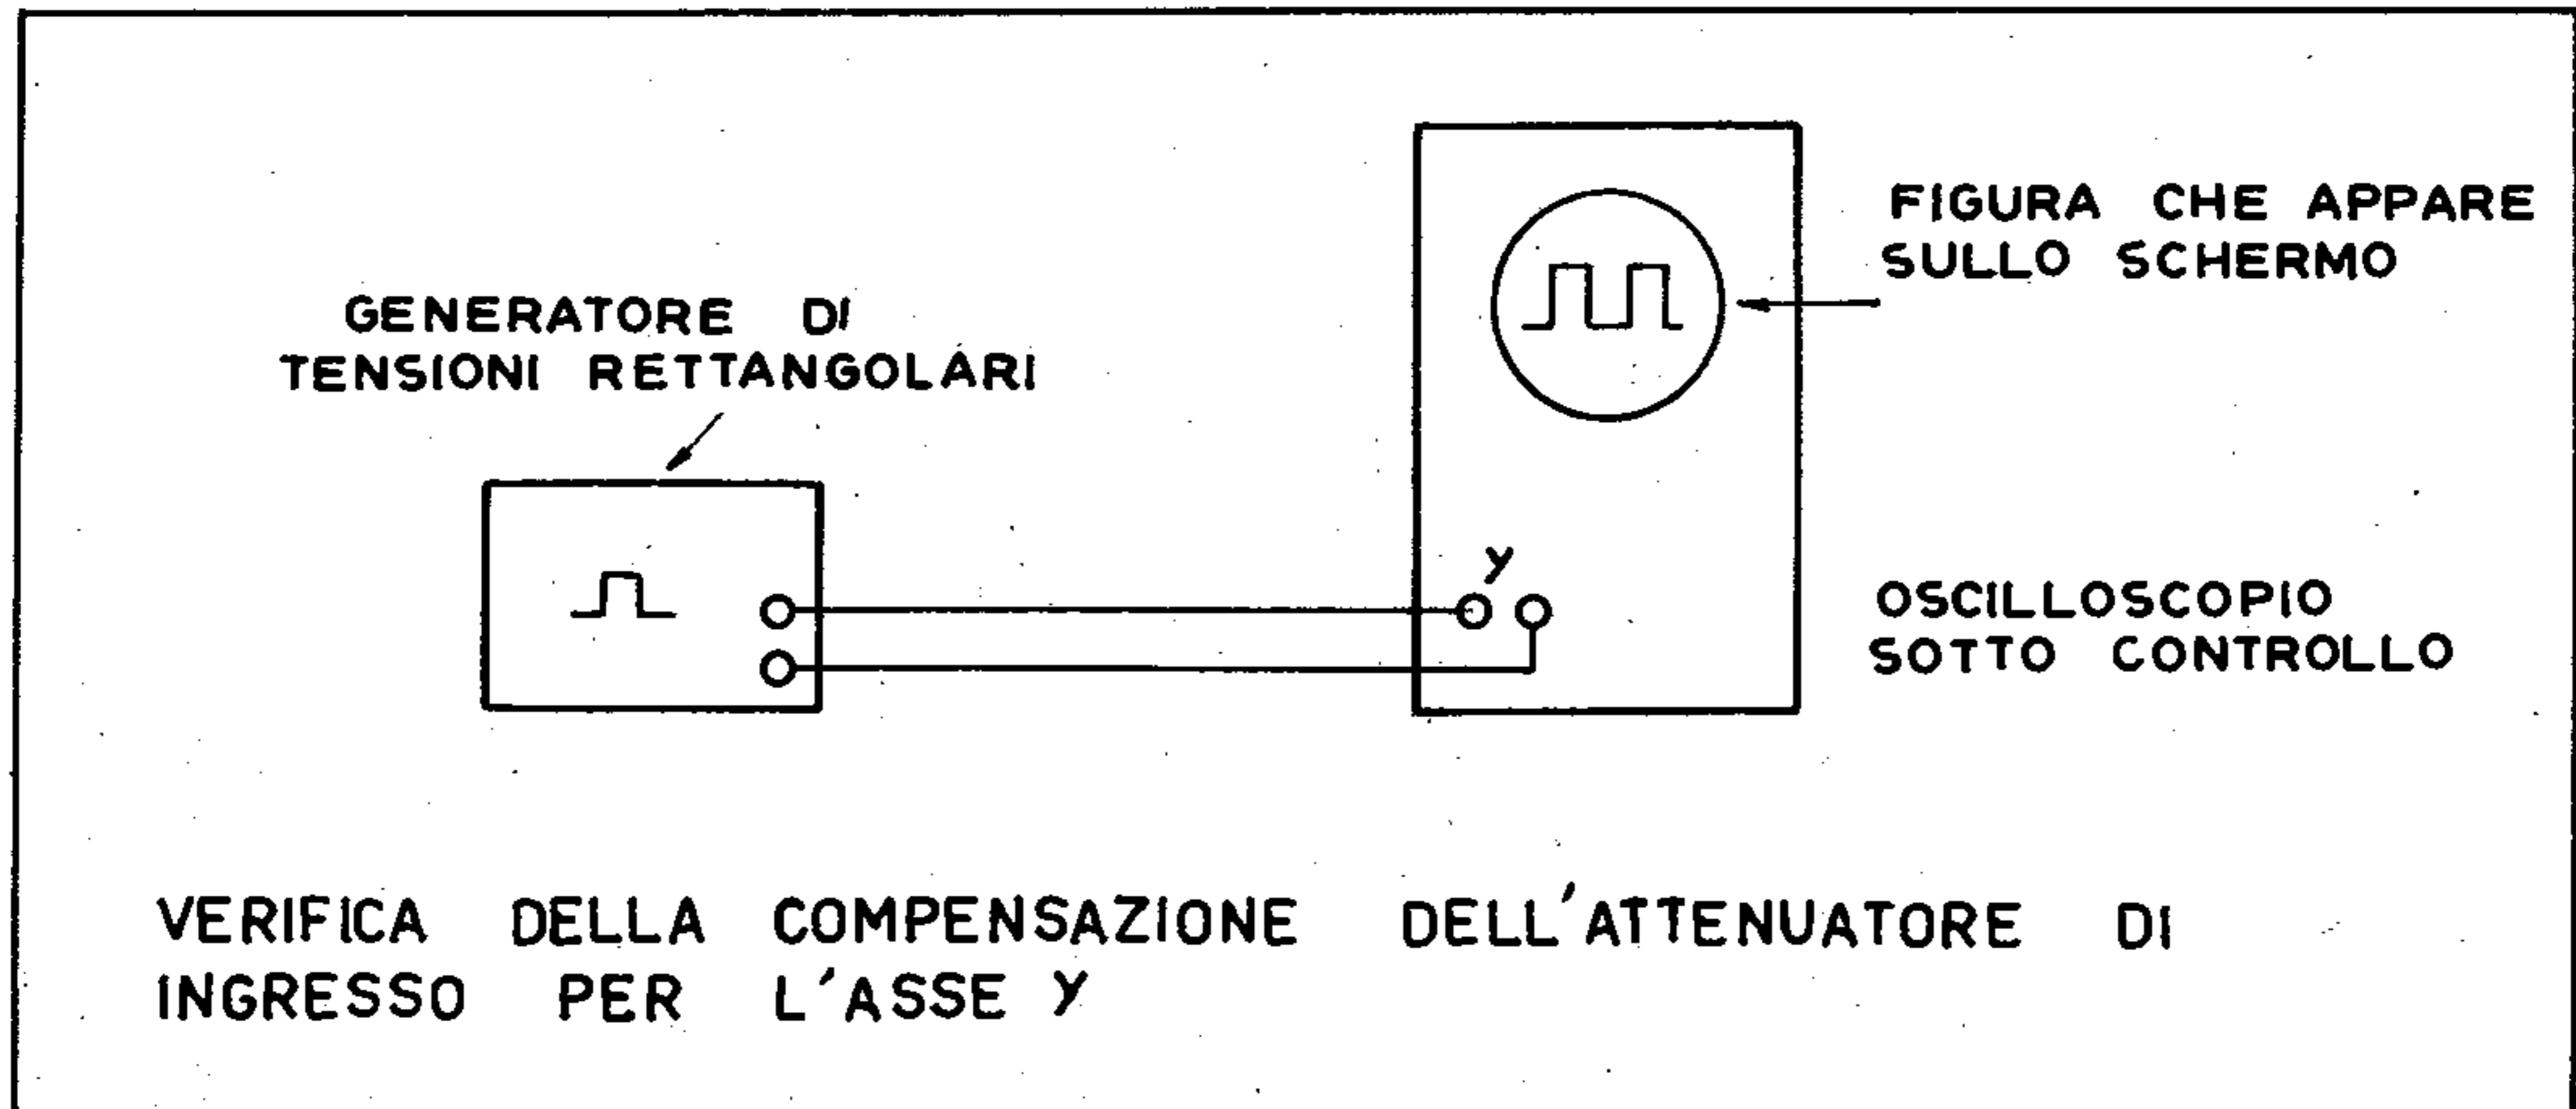 FIGURA CHE APPARE
SULLO SCHERMO
GENERATORE DI
TENSIONI RETTANGOLARI
Y
OSCILLOSCOPIO
SOTTO CONTROLLO
VERIFICA DELLA COMPENSAZIONE DELL'ATTENUATORE DI
INGRESSO PER L'ASSE Y